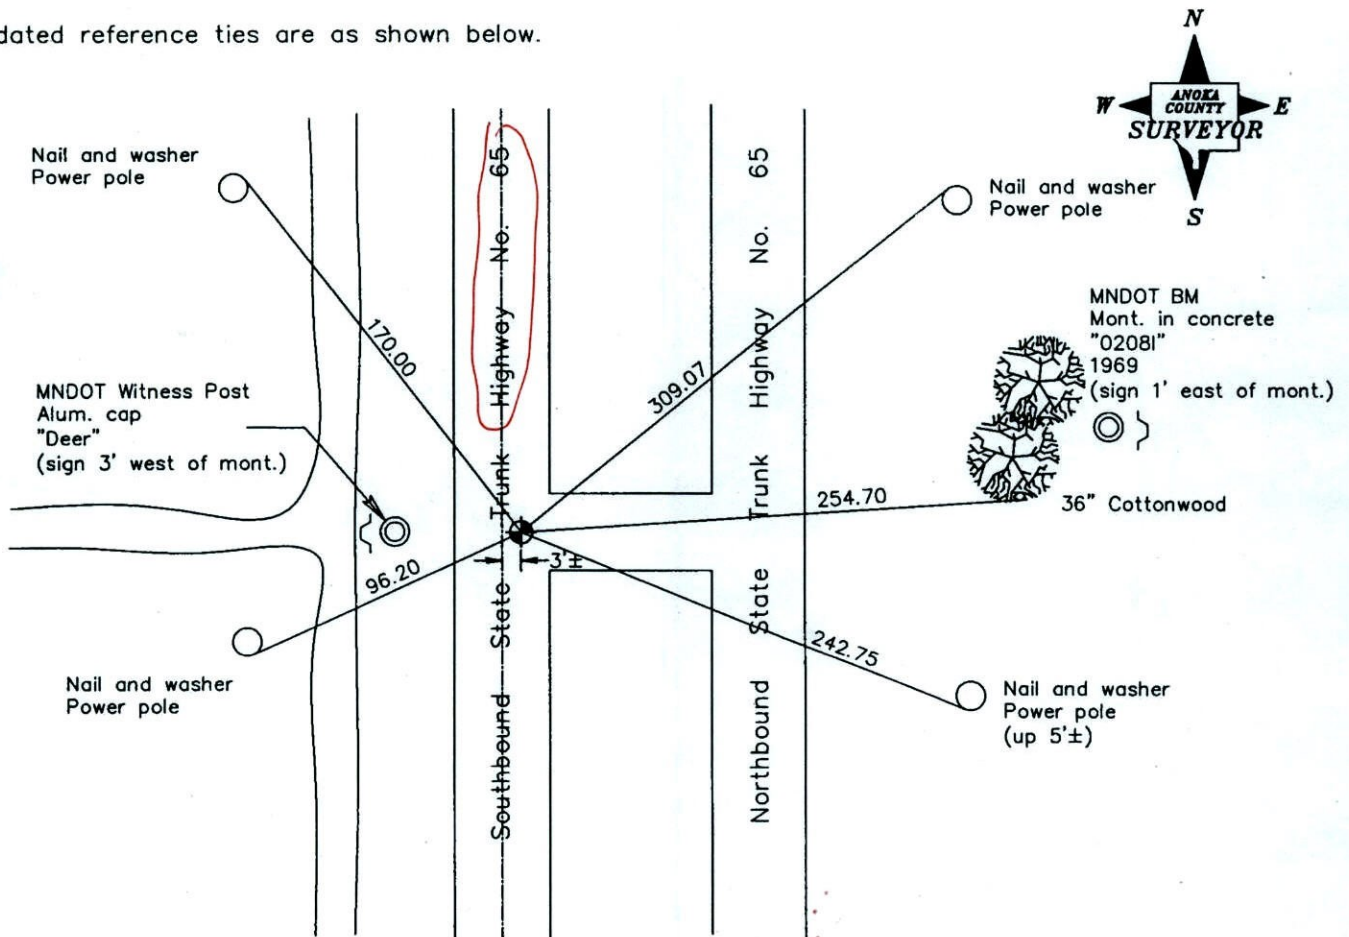 dated reference ties are as shown below.
N
W
ANOKA
COUNTY
E
SURVEYOR
S
Nail and washer
Power pole
Nail and washer
Power pole
MNDOT BM
Mont. in concrete
"0208I"
1969
(sign 1' east of mont.)
170.00
309.07
MNDOT Witness Post
Alum. cap
"Deer"
(sign 3' west of mont.)
254.70
36" Cottonwood
3'±
96.20
242.75
Nail and washer
Power pole
Nail and washer
Power pole
(up 5'±)
Southbound State Trunk Highway No. 65
Northbound State Trunk Highway No. 65